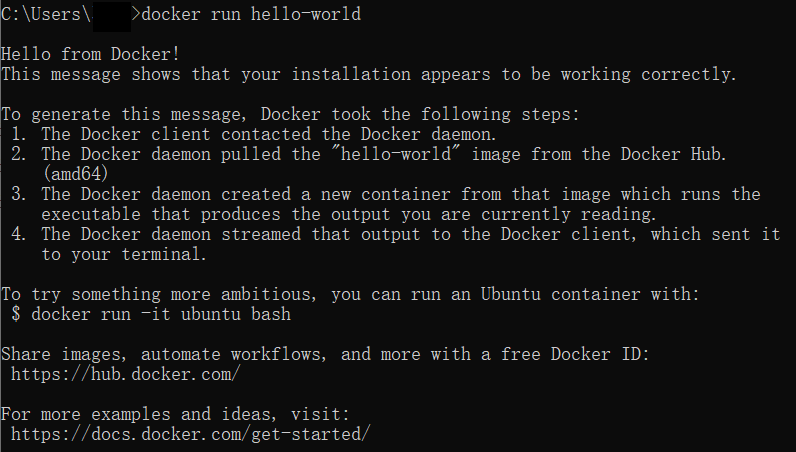 C:\Users\>docker run hello-world
Hello from Docker!
This message shows that your installation appears to be working correctly.
To generate this message, Docker took the following steps:
1. The Docker client contacted the Docker daemon.
2. The Docker daemon pulled the "hello-world" image from the Docker Hub.
(amd64)
3. The Docker daemon created a new container from that image which runs the
executable that produces the output you are currently reading.
4. The Docker daemon streamed that output to the Docker client, which sent it
to your terminal.
To try something more ambitious, you can run an Ubuntu container with:
$ docker run -it ubuntu bash
Share images, automate workflows, and more with a free Docker ID:
https://hub.docker.com/
For more examples and ideas, visit:
https://docs.docker.com/get-started/